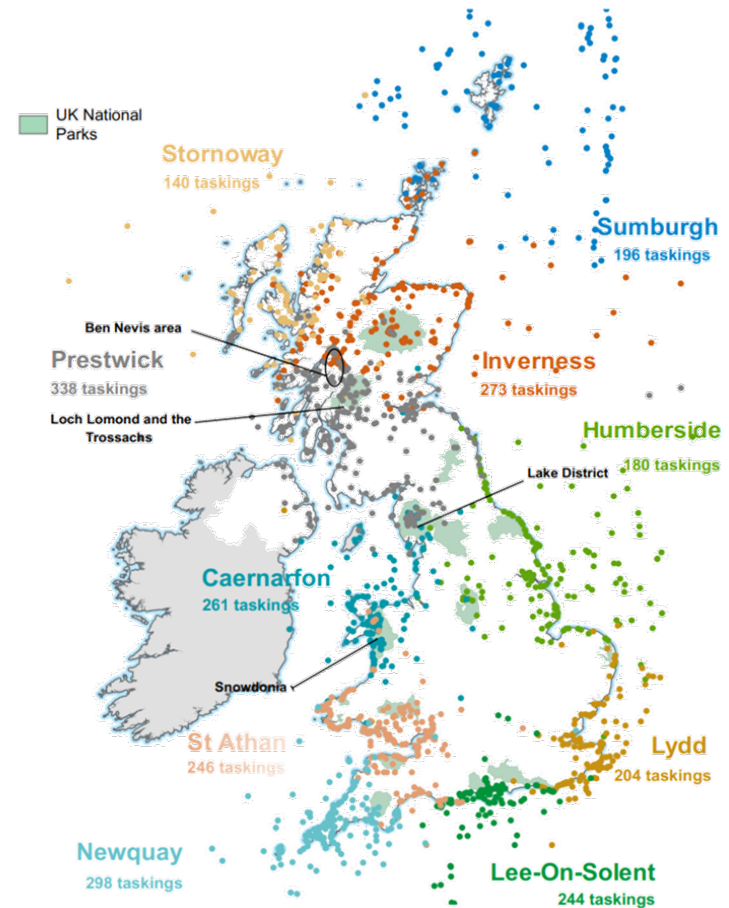 UK National
Parks
Stornoway
140 taskings
Sumburgh
196 taskings
Ben Nevis area
Prestwick
338 taskings
Inverness
273 taskings
Loch Lomond and the
Trossachs
Humberside
180 taskings
Lake District
Caernarfon
261 taskings
Snowdonia
St Athan
246 taskings
Lydd
204 taskings
Newquay
298 taskings
Lee-On-Solent
244 taskings